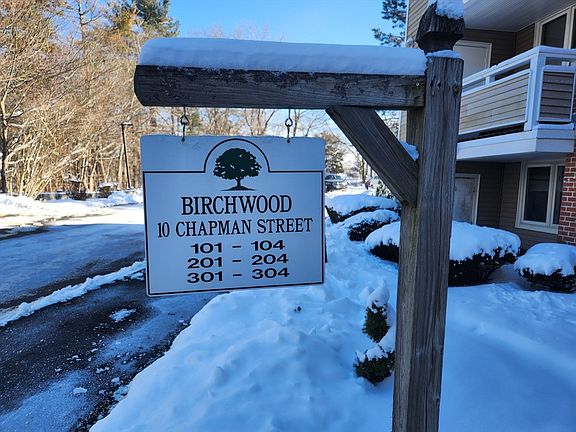 BIRCHWOOD
10 CHAPMAN STREET
101 - 104
201 - 204
301 - 304